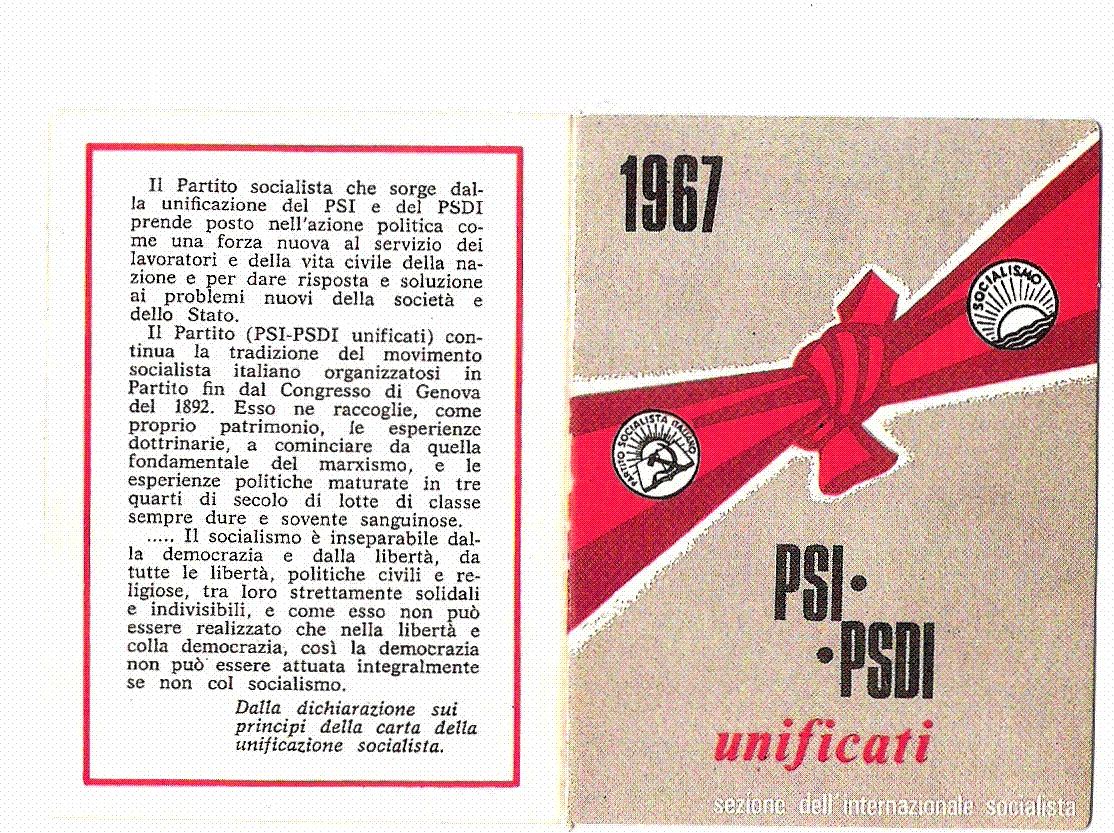 Il Partito socialista che sorge dal-
la unificazione del PSI e del PSDI
prende posto nell'azione politica co-
me una forza nuova al servizio dei
lavoratori e della vita civile della na-
zione e per dare risposta e soluzione
ai problemi nuovi della società e
dello Stato.
Il Partito (PSI-PSDI unificati) con-
tinua la tradizione del movimento
socialista italiano organizzatosi in
Partito fin dal Congresso di Genova
del 1892. Esso ne raccoglie, come
proprio patrimonio, le esperienze
dottrinarie, a cominciare da quella
fondamentale del marxismo, e le
esperienze politiche maturate in tre
quarti di secolo di lotte di classe
sempre dure e sovente sanguinose.
..... Il socialismo è inseparabile dal-
la democrazia e dalla libertà, da
tutte le libertà, politiche civili e re-
ligiose, tra loro strettamente solidali
e indivisibili, e come esso non può
essere realizzato che nella libertà e
colla democrazia, così la democrazia
non può essere attuata integralmente
se non col socialismo.
Dalla dichiarazione sui
principi della carta della
unificazione socialista.
1967
SOCIALISMO
PARTITO SOCIALISTA ITALIANO
PSI·
·PSDI
unificati
sezione dell'internazionale socialista